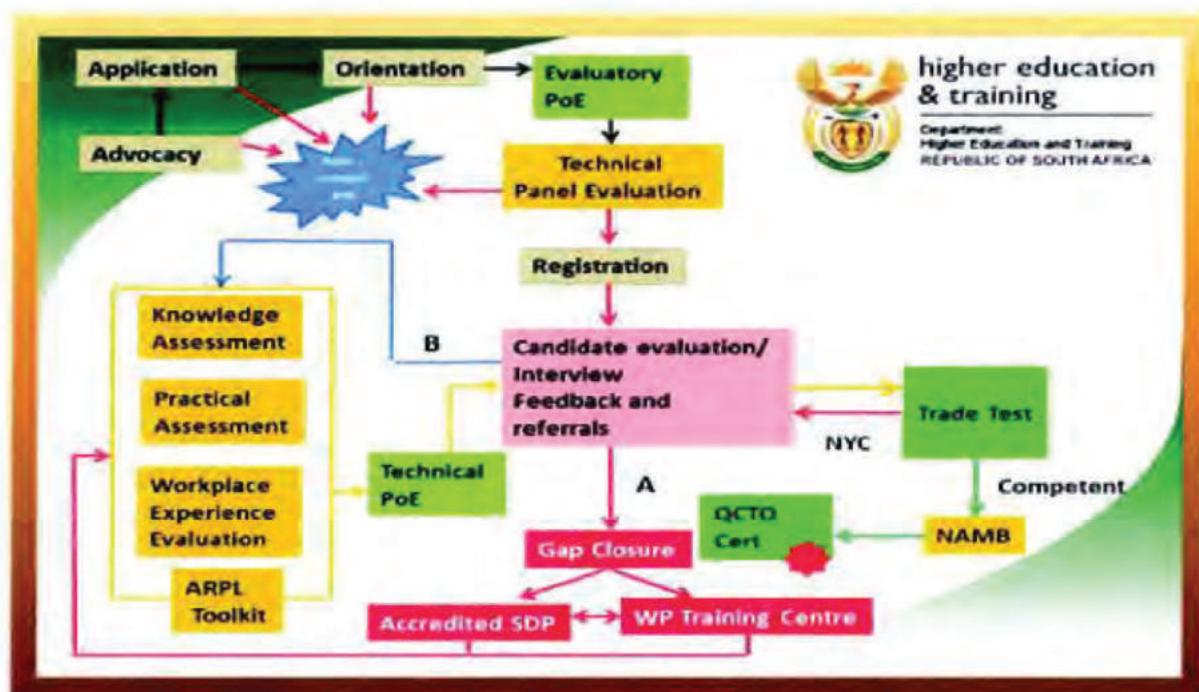 Application
Orientation
Evaluatory
PoE
higher education
& training
Department:
Higher Education and Training
REPUBLIC OF SOUTH AFRICA
Advocacy
Technical
Panel Evaluation
Registration
Knowledge
Assessment
B
Candidate evaluation/
Interview
Feedback and
referrals
Trade Test
Practical
Assessment
NYC
Technical
PoE
Workplace
Experience
Evaluation
A
Competent
QCTO
Cert
NAMB
Gap Closure
ARPL
Toolkit
Accredited SDP
WP Training Centre